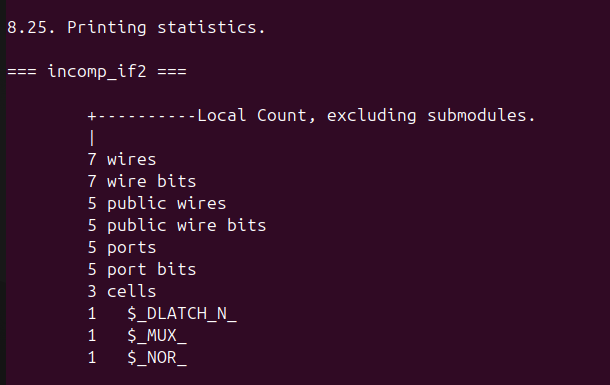 8.25. Printing statistics.
=== incomp_if2 ===
+----------Local Count, excluding submodules.
|
7 wires
7 wire bits
5 public wires
5 public wire bits
5 ports
5 port bits
3 cells
1   $_DLATCH_N_
1   $_MUX_
1   $_NOR_